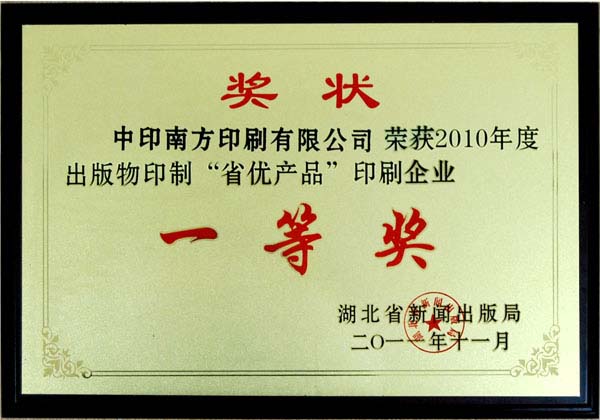 奖状
中印南方印刷有限公司 荣获2010年度
出版物印制“省优产品”印刷企业
一等奖
湖北省新闻出版局
二〇一一年十一月